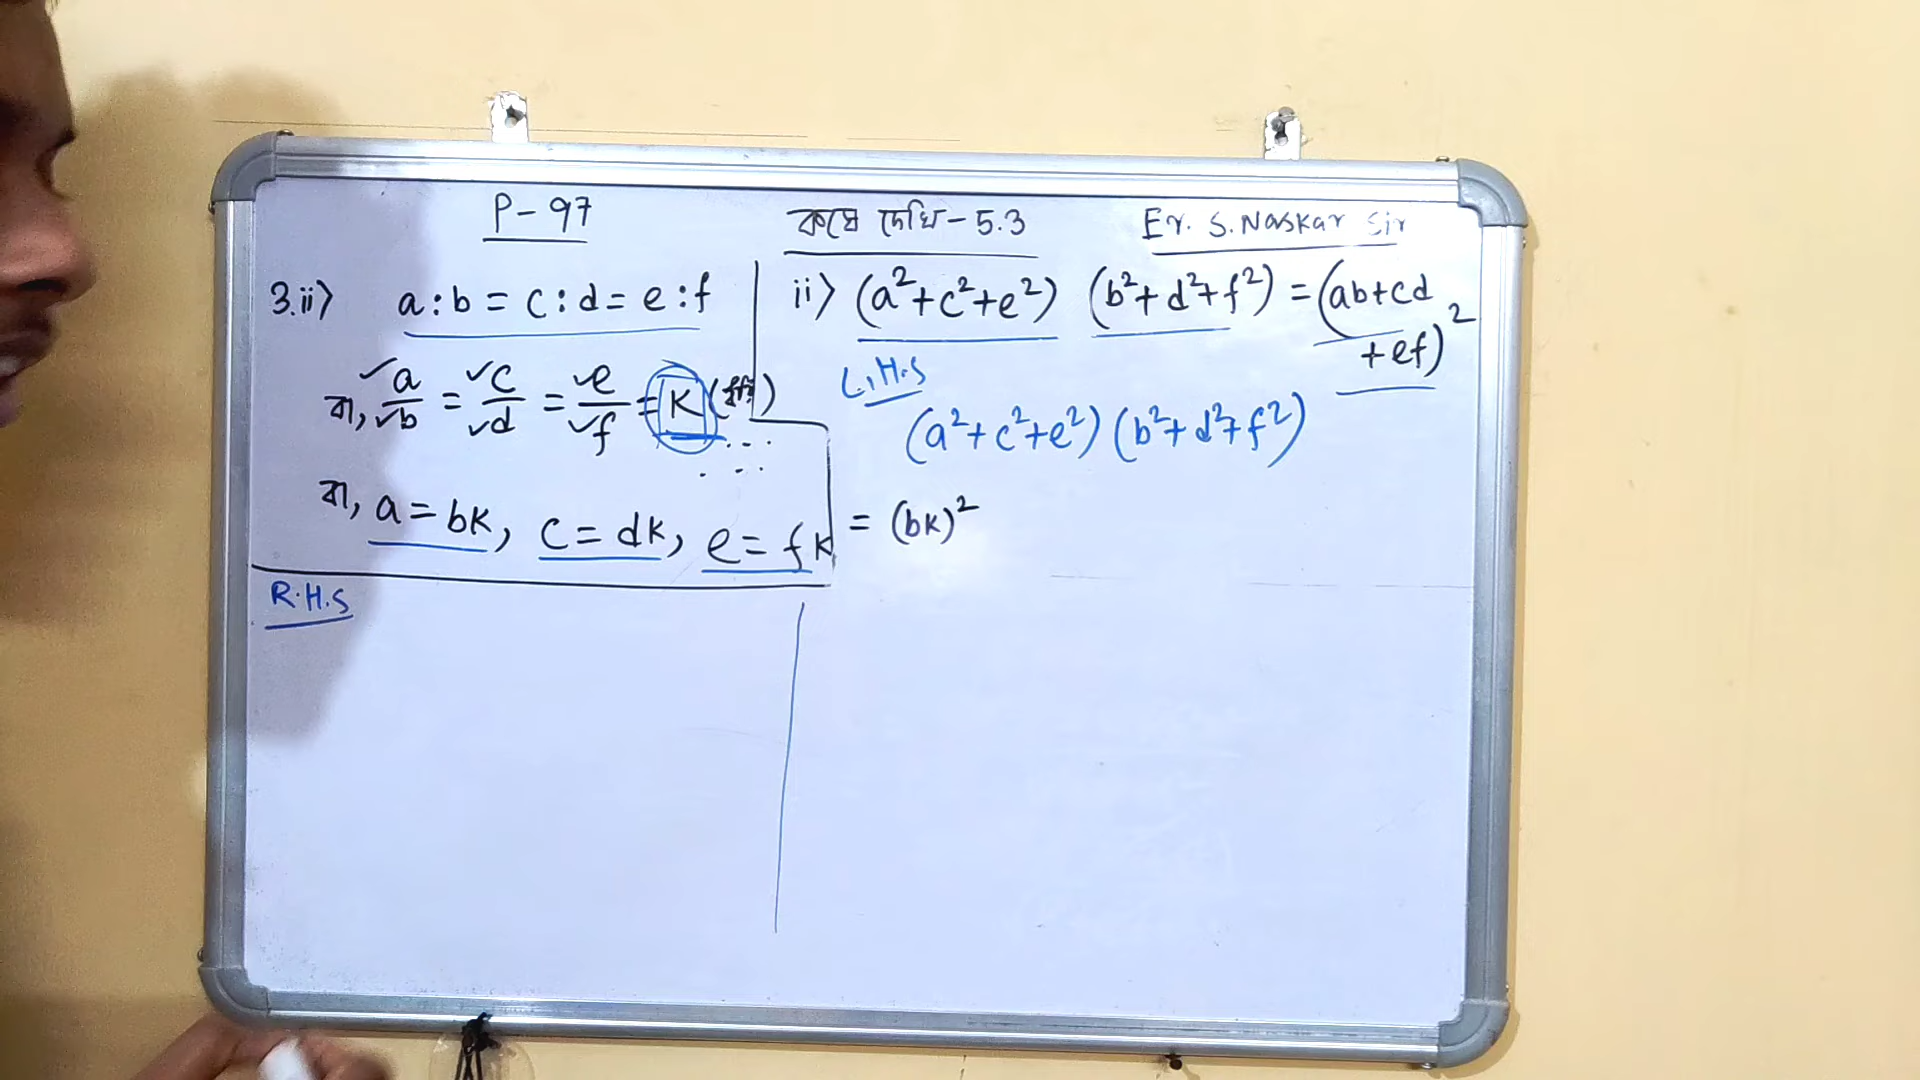 P-97
কষে দেখি-5.3
Er. S. Naskar Sir
3.ii) a:b = c:d = e:f
বা, a/b = c/d = e/f = K (ধরি)
বা, a = bK, c = dK, e = fK
ii) (a²+c²+e²) (b²+d²+f²) = (ab+cd
+ef)²
L.H.S
(a²+c²+e²)(b²+d²+f²)
= (bK)²
R.H.S